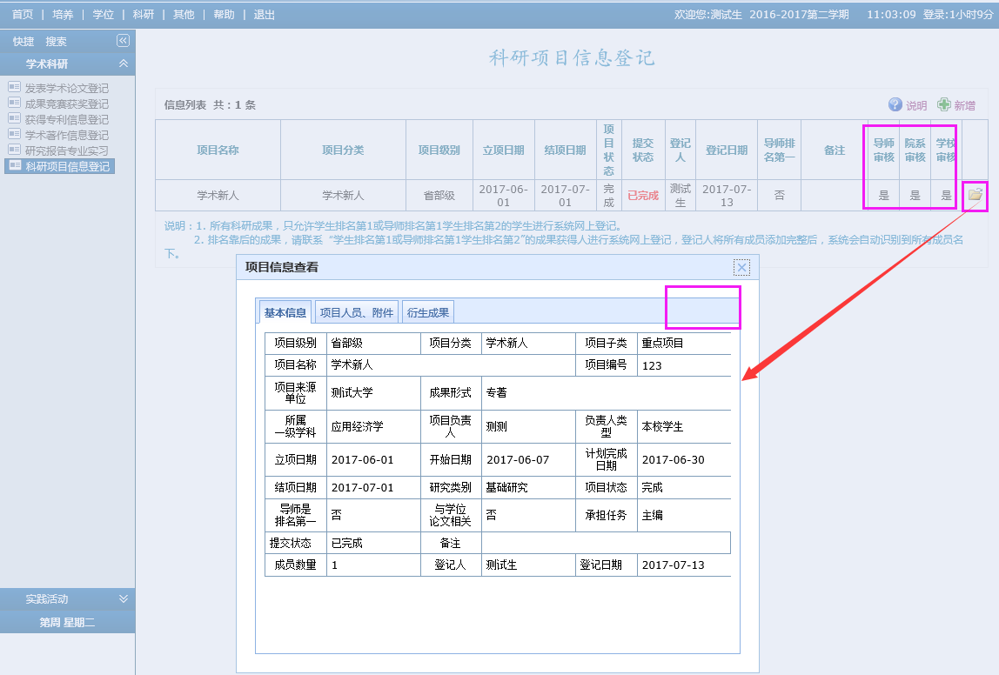 首页 | 培养 | 学位 | 科研 | 其他 | 帮助 | 退出
欢迎您:测试生 2016-2017第二学期 11:03:09 登录:1小时9分
快捷 搜索
学术科研
发表学术论文登记
成果竞赛获奖登记
获得专利信息登记
学术著作信息登记
研究报告专业实习
科研项目信息登记
实践活动
第周 星期二
科研项目信息登记
信息列表 共：1 条
说明 新增
项目名称 项目分类 项目级别 立项日期 结项日期 项目状态 提交状态 登记人 登记日期 导师排名第一 备注 导师审核 院系审核 学校审核
学术新人 学术新人 省部级 2017-06-01 2017-07-01 完成 已完成 测试生 2017-07-13 否 是 是 是
说明：1. 所有科研成果，只允许学生排名第1或导师排名第1学生排名第2的学生进行系统网上登记。
2. 排名靠后的成果，请联系“学生排名第1或导师排名第1学生排名第2”的成果获得人进行系统网上登记，登记人将所有成员添加完整后，系统会自动识别到所有成员名
下。
项目信息查看
基本信息 项目人员、附件 衍生成果
项目级别 省部级 项目分类 学术新人 项目子类 重点项目
项目名称 学术新人 项目编号 123
项目来源单位 测试大学 成果形式 专著
所属一级学科 应用经济学 项目负责人 测测 负责人类型 本校学生
立项日期 2017-06-01 开始日期 2017-06-07 计划完成日期 2017-06-30
结项日期 2017-07-01 研究类别 基础研究 项目状态 完成
导师是排名第一 否 与学位论文相关 否 承担任务 主编
提交状态 已完成 备注
成员数量 1 登记人 测试生 登记日期 2017-07-13